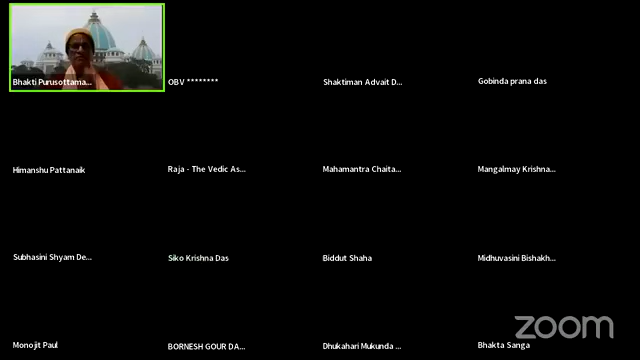 Bhakti Purusottama...
OBV ********
Shaktiman Advait D...
Gobinda prana das
Himanshu Pattanaik
Raja - The Vedic As...
Mahamantra Chaita...
Mangalmay Krishna...
Subhasini Shyam De...
Siko Krishna Das
Biddut Shaha
Midhuvasini Bishakh...
Monojit Paul
BORNESH GOUR DA...
Dhukahari Mukunda ...
Bhakta Sanga
zoom